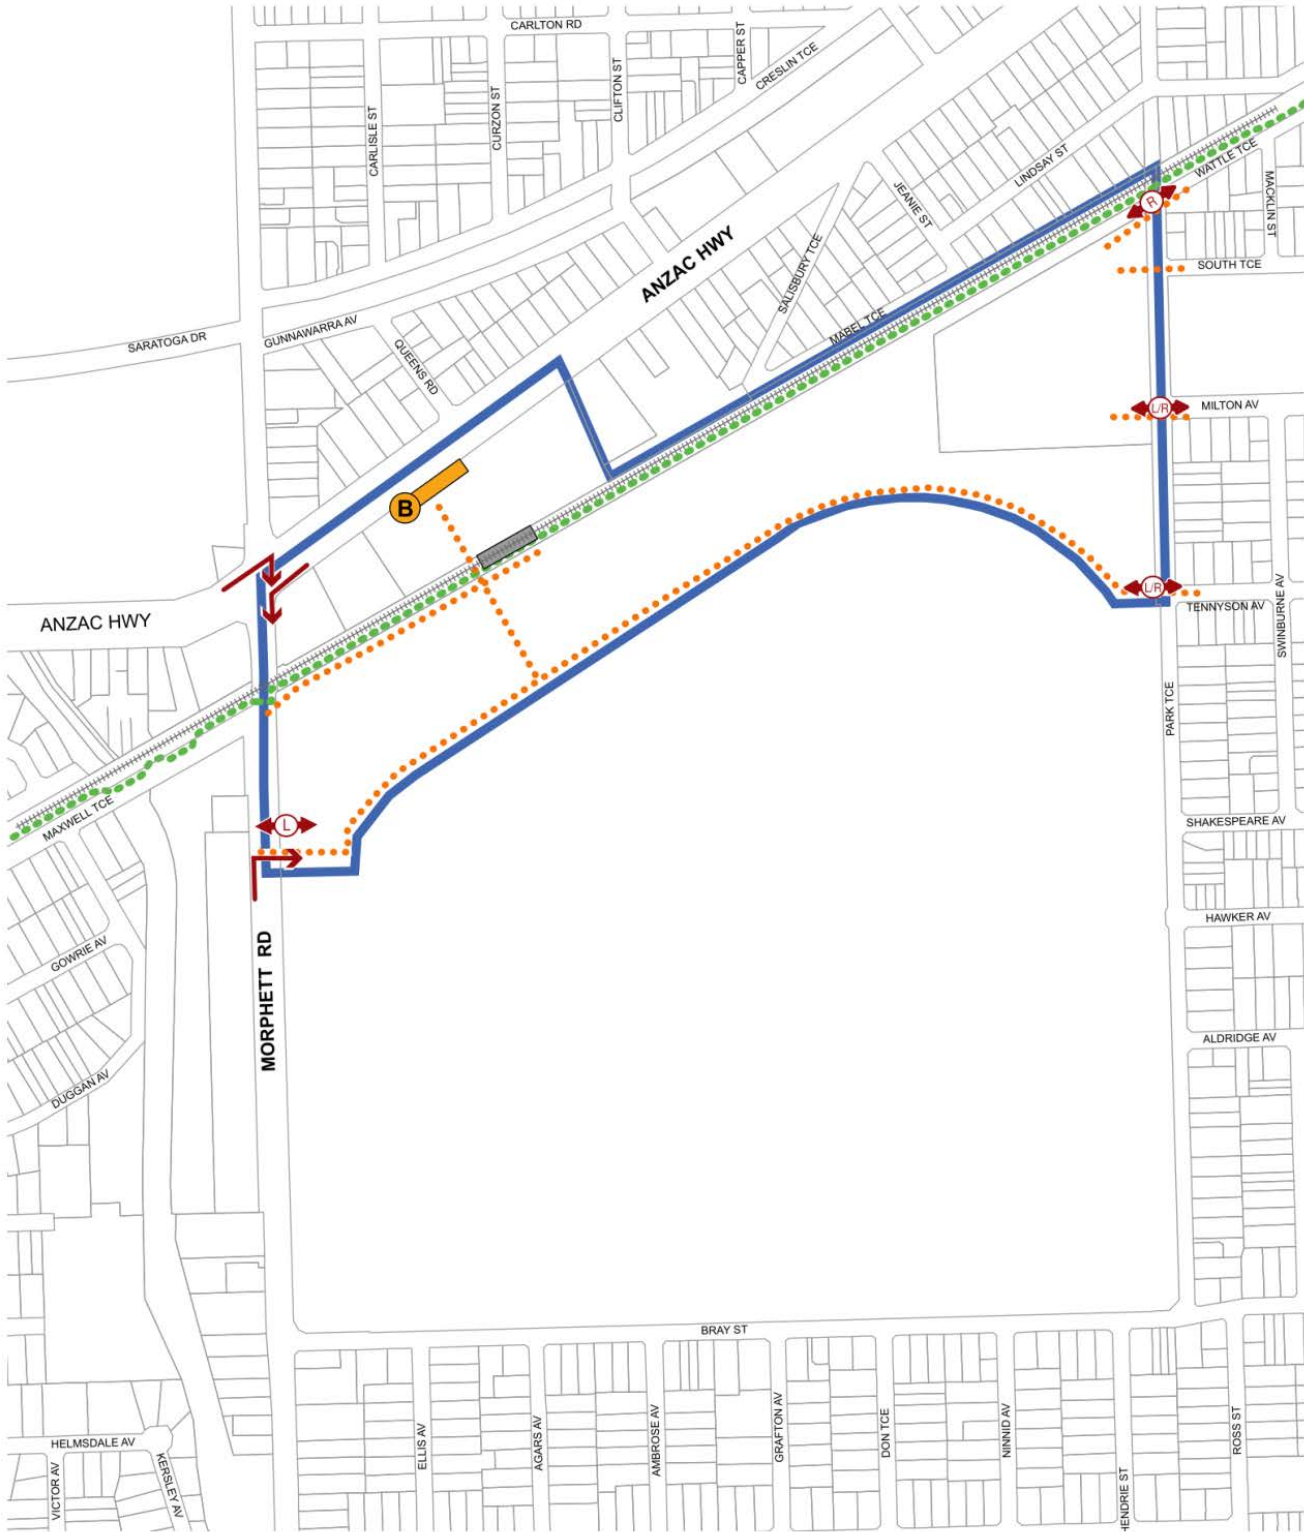 CARLTON RD
CAPPER ST
CRESLIN TCE
CLIFTON ST
CURZON ST
CARLISLE ST
LINDSAY ST
WATTLE TCE
MACKLIN ST
JEANIE ST
R
ANZAC HWY
SALISBURY TCE
SOUTH TCE
MABEL TCE
GUNNAWARRA AV
SARATOGA DR
QUEENS RD
L/R
MILTON AV
B
L/R
TENNYSON AV
SWINBURNE AV
ANZAC HWY
PARK TCE
MAXWELL TCE
L
SHAKESPEARE AV
HAWKER AV
GOWRIE AV
MORPHETT RD
ALDRIDGE AV
DUGGAN AV
BRAY ST
HELMSDALE AV
VICTOR AV
KERSLEY AV
ELLIS AV
AGARS AV
AMBROSE AV
GRAFTON AV
DON TCE
NINNID AV
HENDRIE ST
ROSS ST